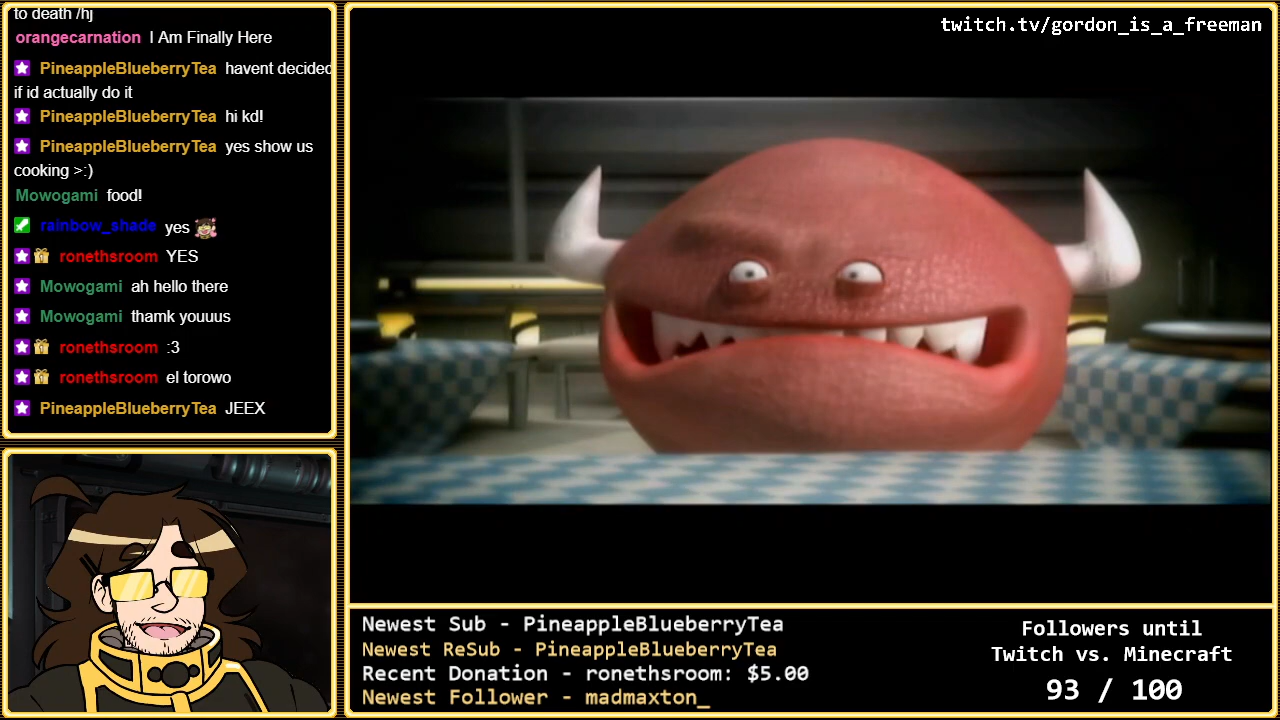 to death /hj
orangecarnation I Am Finally Here
PineappleBlueberryTea havent decided
if id actually do it
PineappleBlueberryTea hi kd!
PineappleBlueberryTea yes show us
cooking >:)
Mowogami food!
rainbow_shade yes
ronethsroom YES
Mowogami ah hello there
Mowogami thamk youuus
ronethsroom :3
ronethsroom el torowo
PineappleBlueberryTea JEEX
twitch.tv/gordon_is_a_freeman
Newest Sub - PineappleBlueberryTea
Newest ReSub - PineappleBlueberryTea
Recent Donation - ronethsroom: $5.00
Newest Follower - madmaxton_
Followers until
Twitch vs. Minecraft
93 / 100